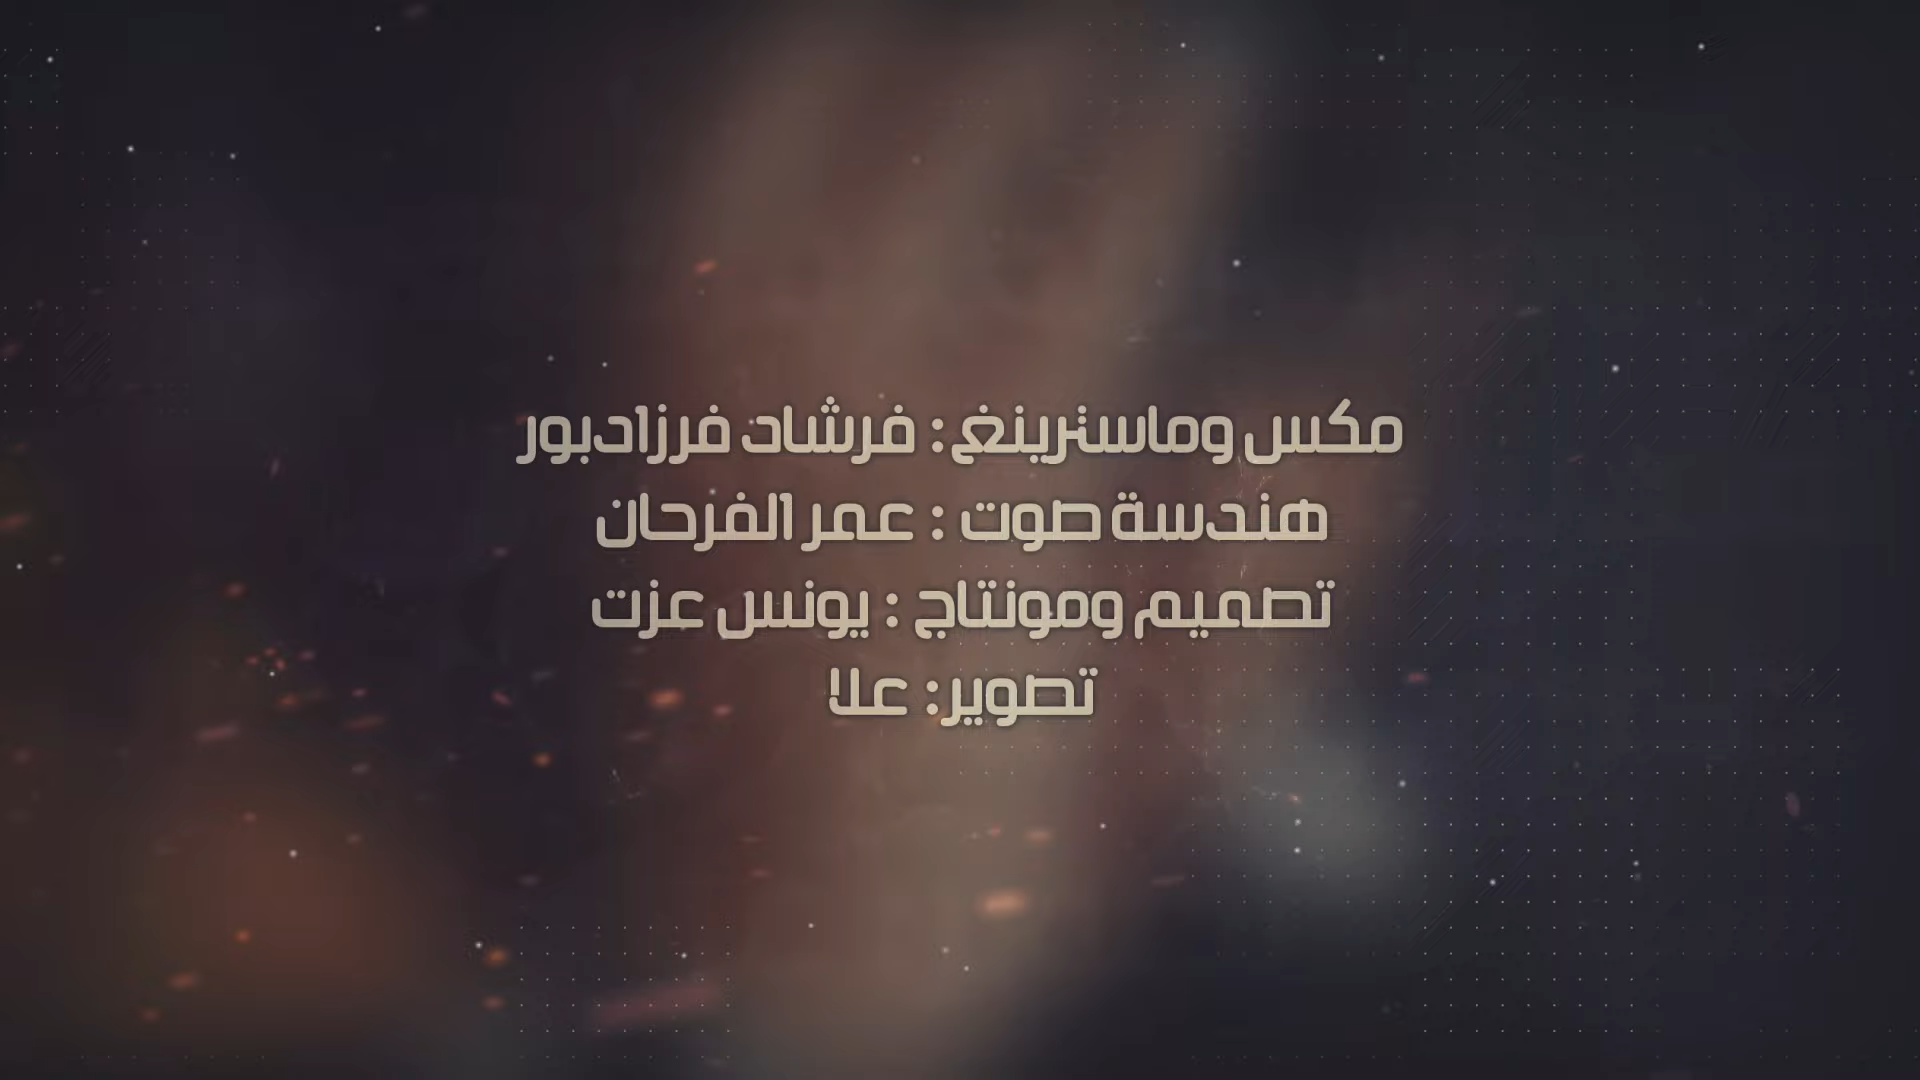 مكس وماسترينغ : فرشاد فرزادبور
هندسة صوت : عمر الفرحان
تصميم ومونتاج : يونس عزت
تصوير: علا